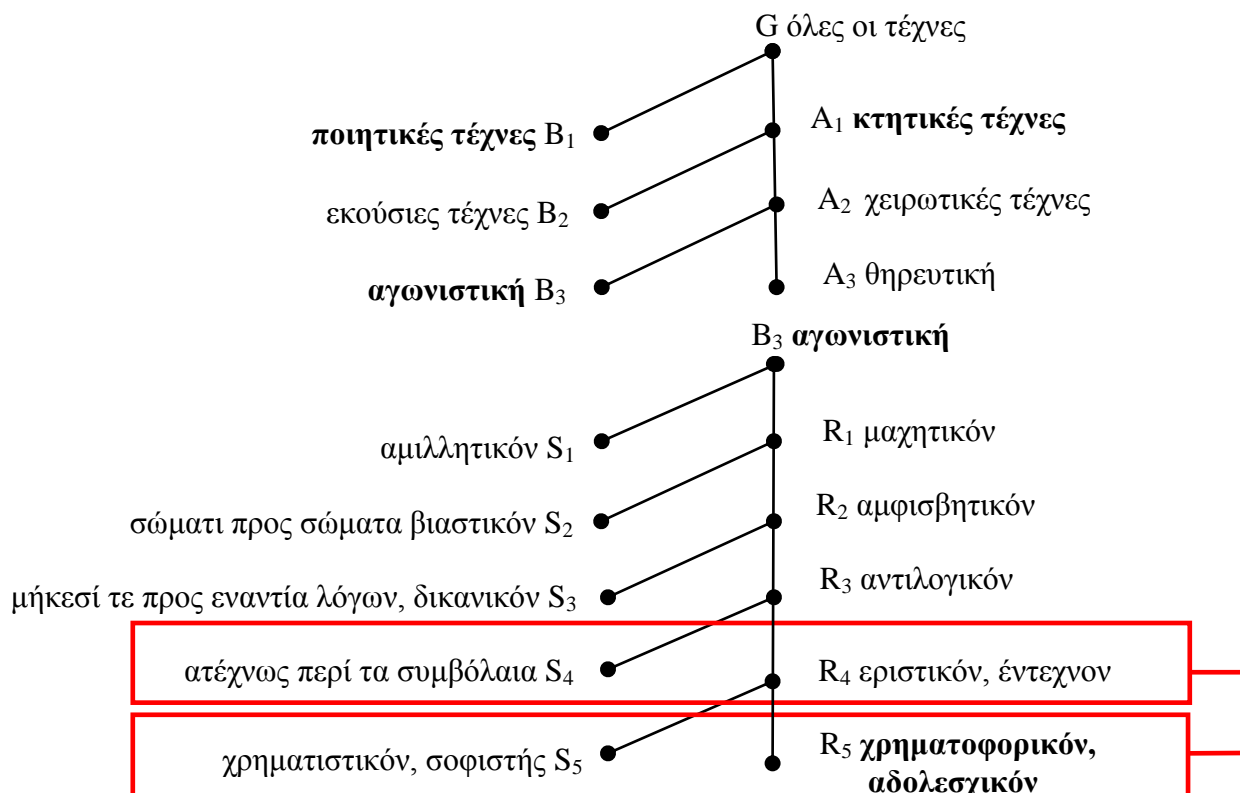 G όλες οι τέχνες
ποιητικές τέχνες B₁
A₁ κτητικές τέχνες
εκούσιες τέχνες B₂
A₂ χειρωτικές τέχνες
αγωνιστική B₃
A₃ θηρευτική
B₃ αγωνιστική
αμιλλητικόν S₁
R₁ μαχητικόν
σώματι προς σώματα βιαστικόν S₂
R₂ αμφισβητικόν
μήκεσί τε προς εναντία λόγων, δικανικόν S₃
R₃ αντιλογικόν
ατέχνως περί τα συμβόλαια S₄
R₄ εριστικόν, έντεχνον
χρηματιστικόν, σοφιστής S₅
R₅ χρηματοφορικόν,
αδολεσχικόν